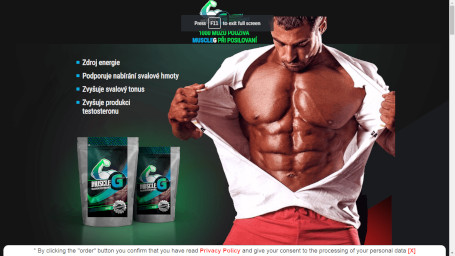 Press F11 to exit full screen
1000 MUŽŮ POUŽÍVÁ
MUSCLEG PŘI POSILOVÁNÍ
Zdroj energie
Podporuje nabírání svalové hmoty
Zvyšuje svalový tonus
Zvyšuje produkci
testosteronu
MUSCLE G
MUSCLE G
* By clicking the "order" button you confirm that you have read Privacy Policy and give your consent to the processing of your personal data [X]